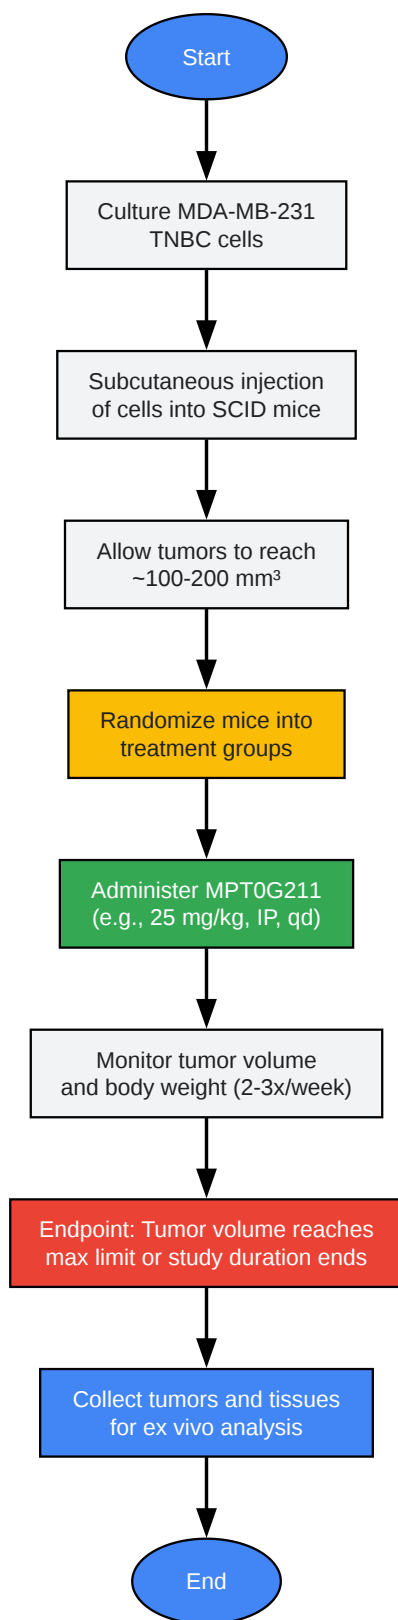 Start
Culture MDA-MB-231
TNBC cells
Subcutaneous injection
of cells into SCID mice
Allow tumors to reach
~100-200 mm³
Randomize mice into
treatment groups
Administer MPT0G211
(e.g., 25 mg/kg, IP, qd)
Monitor tumor volume
and body weight (2-3x/week)
Endpoint: Tumor volume reaches
max limit or study duration ends
Collect tumors and tissues
for ex vivo analysis
End